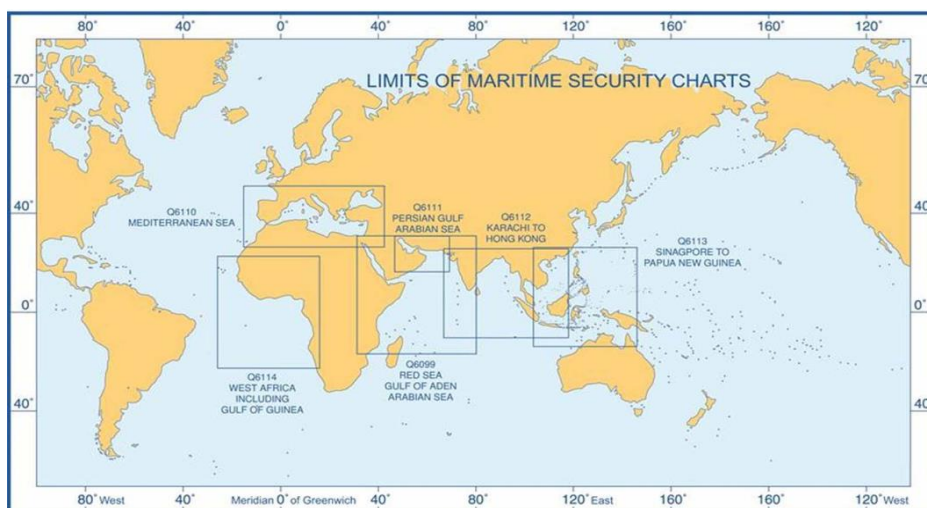 80° 40° 0° 40° 80° 120° 160° 160° 120°
LIMITS OF MARITIME SECURITY CHARTS
70° 70
40° 40
0° 0°
40° 40
Q6110
MEDITERRANEAN SEA
Q6111
PERSIAN GULF
ARABIAN SEA
Q6112
KARACHI TO
HONG KONG
Q6113
SINAGPORE TO
PAPUA NEW GUINEA
Q6114
WEST AFRICA
INCLUDING
GULF OF GUINEA
Q6099
RED SEA
GULF OF ADEN
ARABIAN SEA
80° West 40° Meridian of Greenwich 0° 40° 80° 120° East 160° 160° 120° West